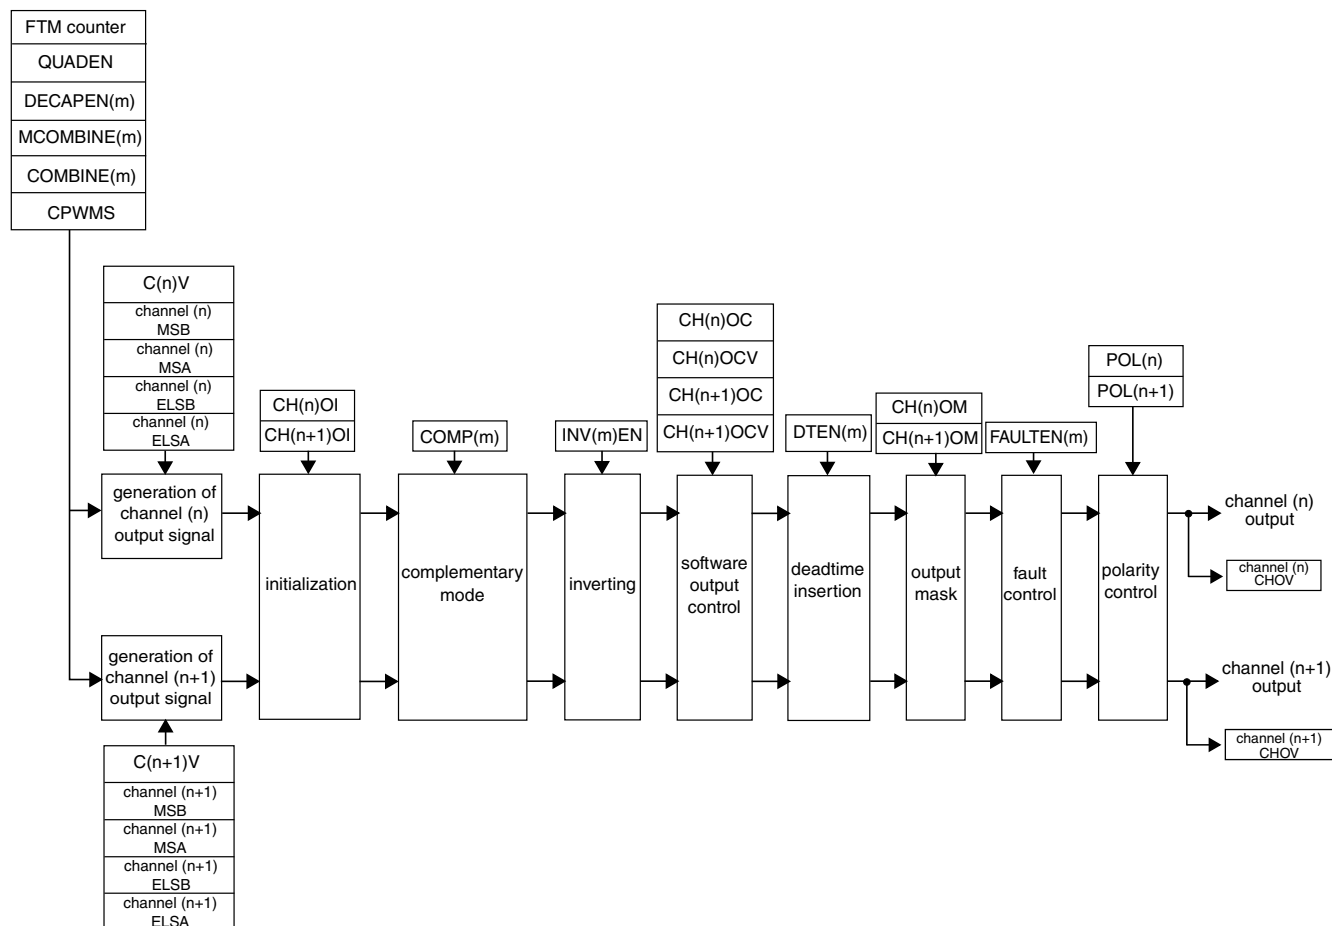 FTM counter
QUADEN
DECAPEN(m)
MCOMBINE(m)
COMBINE(m)
CPWMS
C(n)V
channel (n)
MSB
channel (n)
MSA
channel (n)
ELSB
channel (n)
ELSA
CH(n)OI
CH(n+1)OI
COMP(m)
INV(m)EN
CH(n)OC
CH(n)OCV
CH(n+1)OC
CH(n+1)OCV
DTEN(m)
CH(n)OM
CH(n+1)OM
FAULTEN(m)
POL(n)
POL(n+1)
generation of
channel (n)
output signal
generation of
channel (n+1)
output signal
initialization
complementary
mode
inverting
software
output
control
deadtime
insertion
output
mask
fault
control
polarity
control
channel (n)
output
channel (n)
CHOV
channel (n+1)
output
channel (n+1)
CHOV
C(n+1)V
channel (n+1)
MSB
channel (n+1)
MSA
channel (n+1)
ELSB
channel (n+1)
ELSA